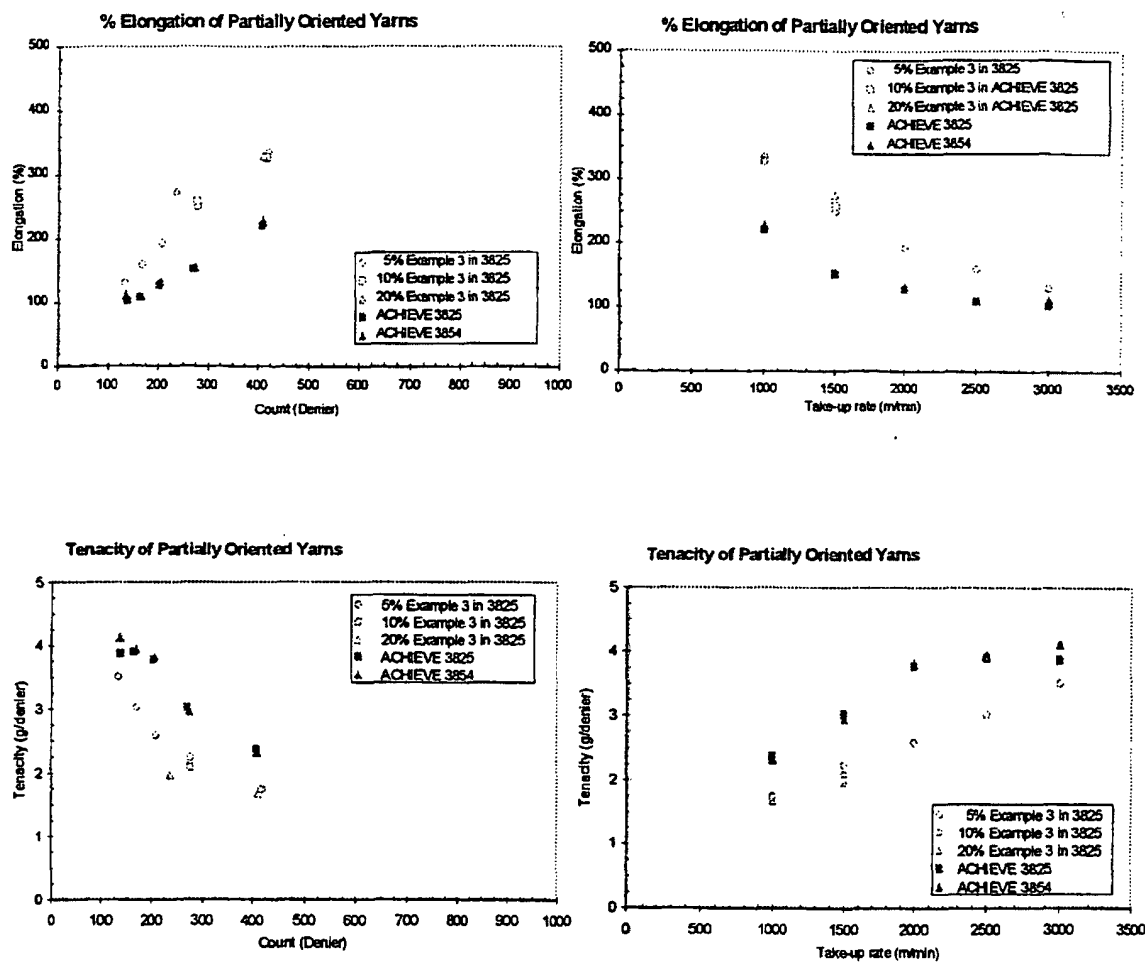 % Elongation of Partially Oriented Yarns
500
400
300
200
100
0
Elongation (%)
5% Example 3 in 3825
10% Example 3 in 3825
20% Example 3 in 3825
ACHIEVE 3825
ACHIEVE 3854
0 100 200 300 400 500 600 700 800 900 1000
Count (Denier)
% Elongation of Partially Oriented Yarns
500
400
300
200
100
0
Elongation (%)
5% Example 3 in 3825
10% Example 3 in ACHIEVE 3825
20% Example 3 in ACHIEVE 3825
ACHIEVE 3825
ACHIEVE 3854
0 500 1000 1500 2000 2500 3000 3500
Take-up rate (m/min)
Tenacity of Partially Oriented Yarns
5
4
3
2
1
0
Tenacity (g/denier)
5% Example 3 in 3825
10% Example 3 in 3825
20% Example 3 in 3825
ACHIEVE 3825
ACHIEVE 3854
0 100 200 300 400 500 600 700 800 900 1000
Count (Denier)
Tenacity of Partially Oriented Yarns
5
4
3
2
1
0
Tenacity (g/denier)
5% Example 3 in 3825
10% Example 3 in 3825
20% Example 3 in 3825
ACHIEVE 3825
ACHIEVE 3854
0 500 1000 1500 2000 2500 3000 3500
Take-up rate (m/min)